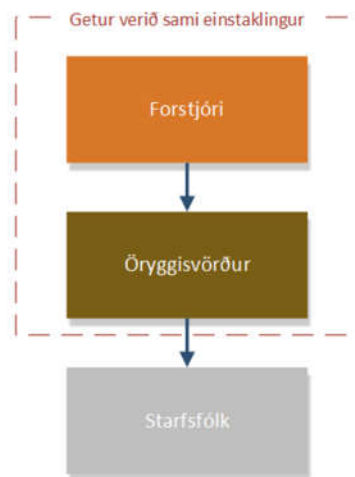 Getur verið sami einstaklingur
Forstjóri
Öryggisvörður
Starfsfólk